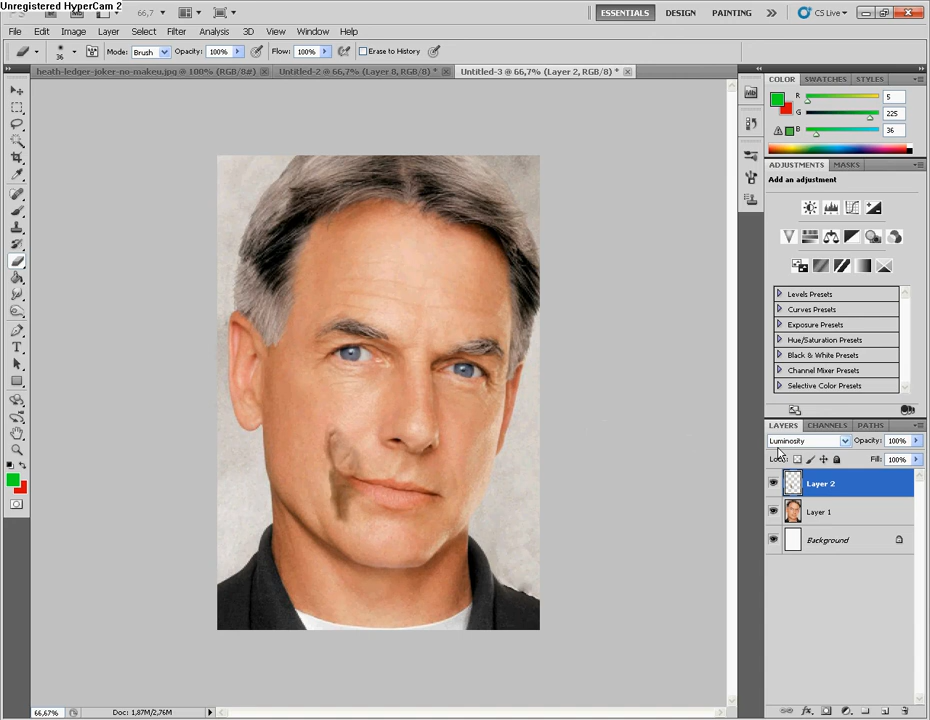 Unregistered HyperCam 2
66,7
ESSENTIALS DESIGN PAINTING CS Live
File Edit Image Layer Select Filter Analysis 3D View Window Help
36 Mode: Brush Opacity: 100% Flow: 100% Erase to History
heath-ledger-joker-no-makeu.jpg @ 100% (RGB/8#) Untitled-2 @ 66,7% (Layer 8, RGB/8) * Untitled-3 @ 66,7% (Layer 2, RGB/8) *
COLOR SWATCHES STYLES
R 5
G 225
B 36
ADJUSTMENTS MASKS
Add an adjustment
Levels Presets
Curves Presets
Exposure Presets
Hue/Saturation Presets
Black & White Presets
Channel Mixer Presets
Selective Color Presets
LAYERS CHANNELS PATHS
Luminosity Opacity: 100%
Lock: Fill: 100%
Layer 2
Layer 1
Background
66,67% Doc: 1,87M/2,76M